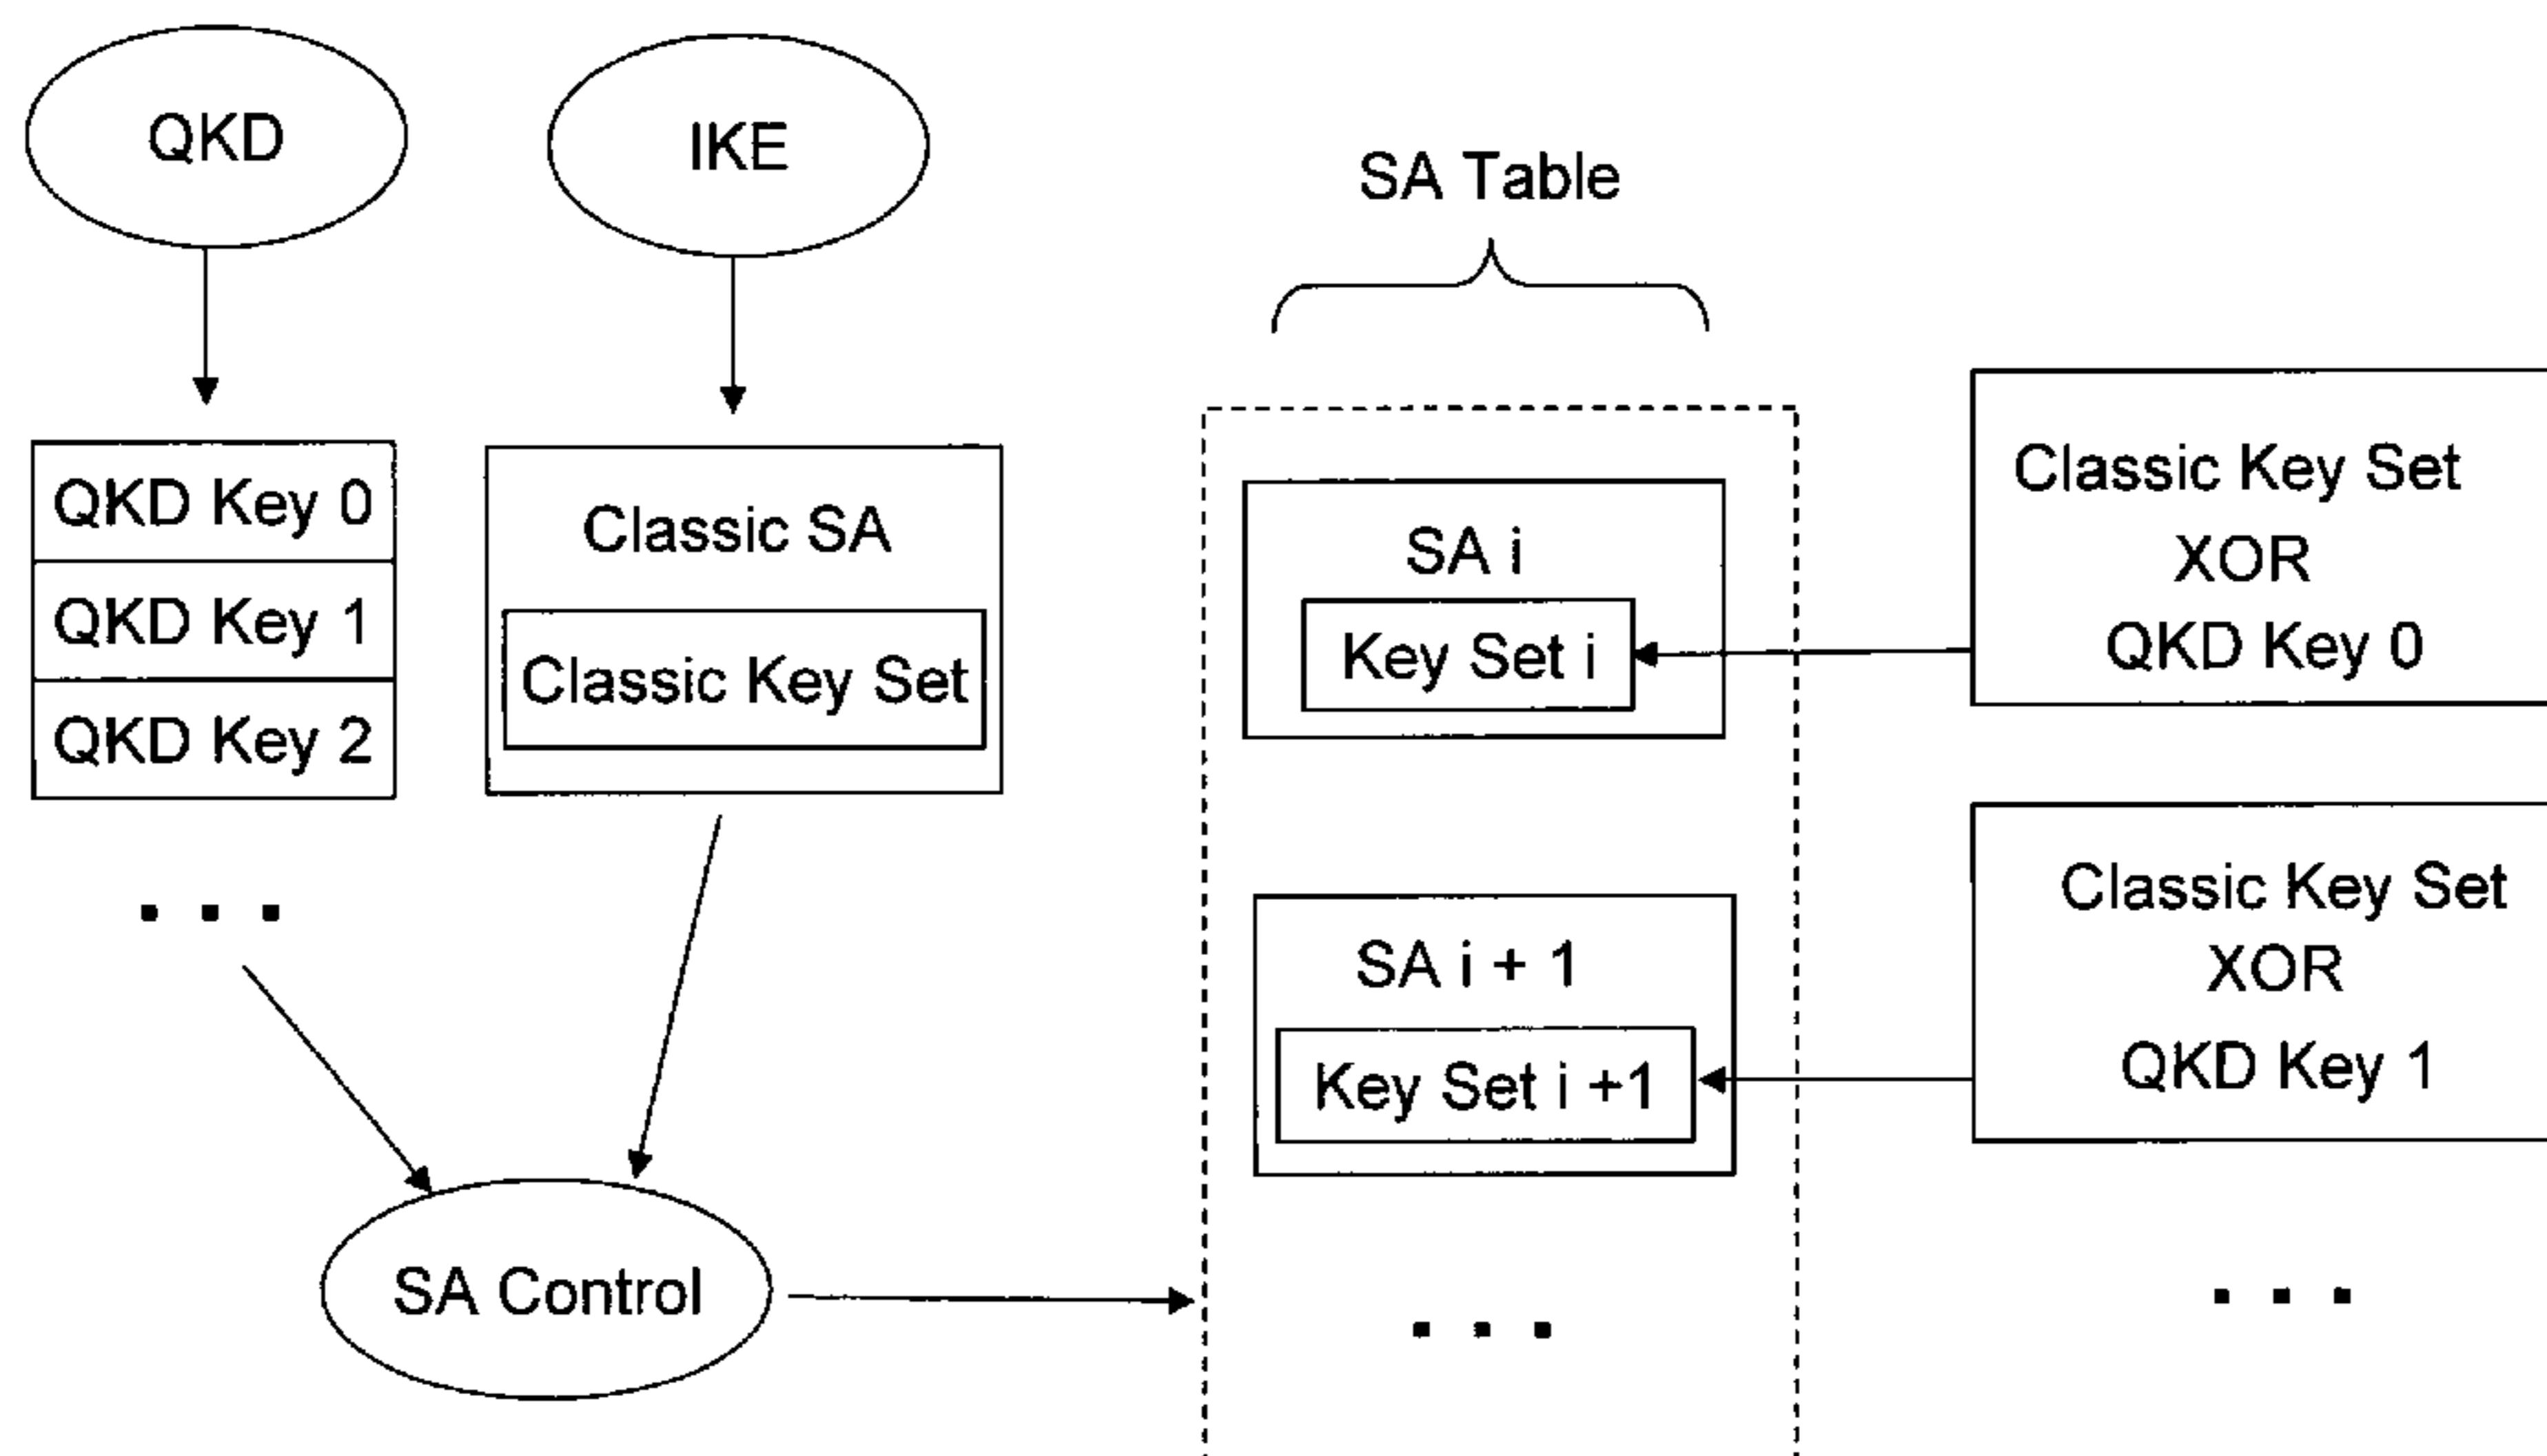 QKD
IKE
SA Table
QKD Key 0
QKD Key 1
QKD Key 2
. . .
Classic SA
Classic Key Set
SA Control
SA i
Key Set i
SA i + 1
Key Set i +1
. . .
Classic Key Set
XOR
QKD Key 0
Classic Key Set
XOR
QKD Key 1
. . .